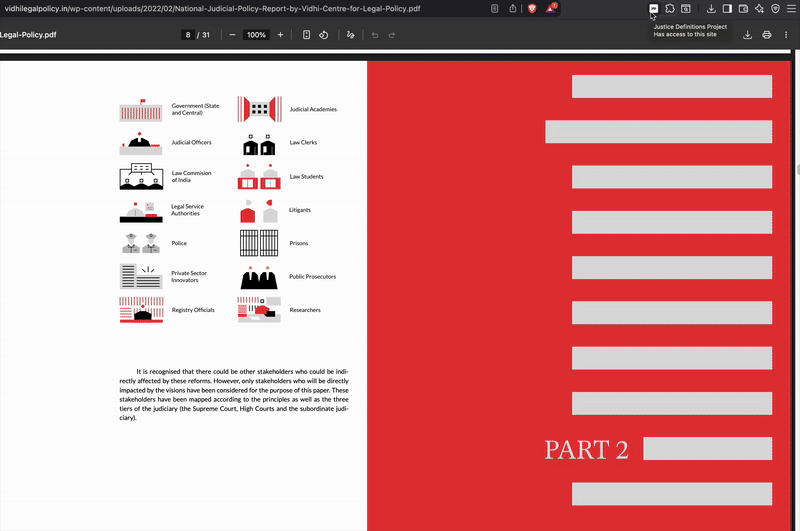 vidhilegalpolicy.in/wp-content/uploads/2022/02/National-Judicial-Policy-Report-by-Vidhi-Centre-for-Legal-Policy.pdf
Justice Definitions Project
Has access to this site
Legal-Policy.pdf
8 / 31
100%
Government (State
and Central)
Judicial Academies
Judicial Officers
Law Clerks
Law Commision
of India
Law Students
Legal Service
Authorities
Litigants
Police
Prisons
Private Sector
Innovators
Public Prosecutors
Registry Officials
Researchers
It is recognised that there could be other stakeholders who could be indi-
rectly affected by these reforms. However, only stakeholders who will be directly
impacted by the visions have been considered for the purpose of this paper. These
stakeholders have been mapped according to the principles as well as the three
tiers of the judiciary (the Supreme Court, High Courts and the subordinate judi-
ciary).
PART 2